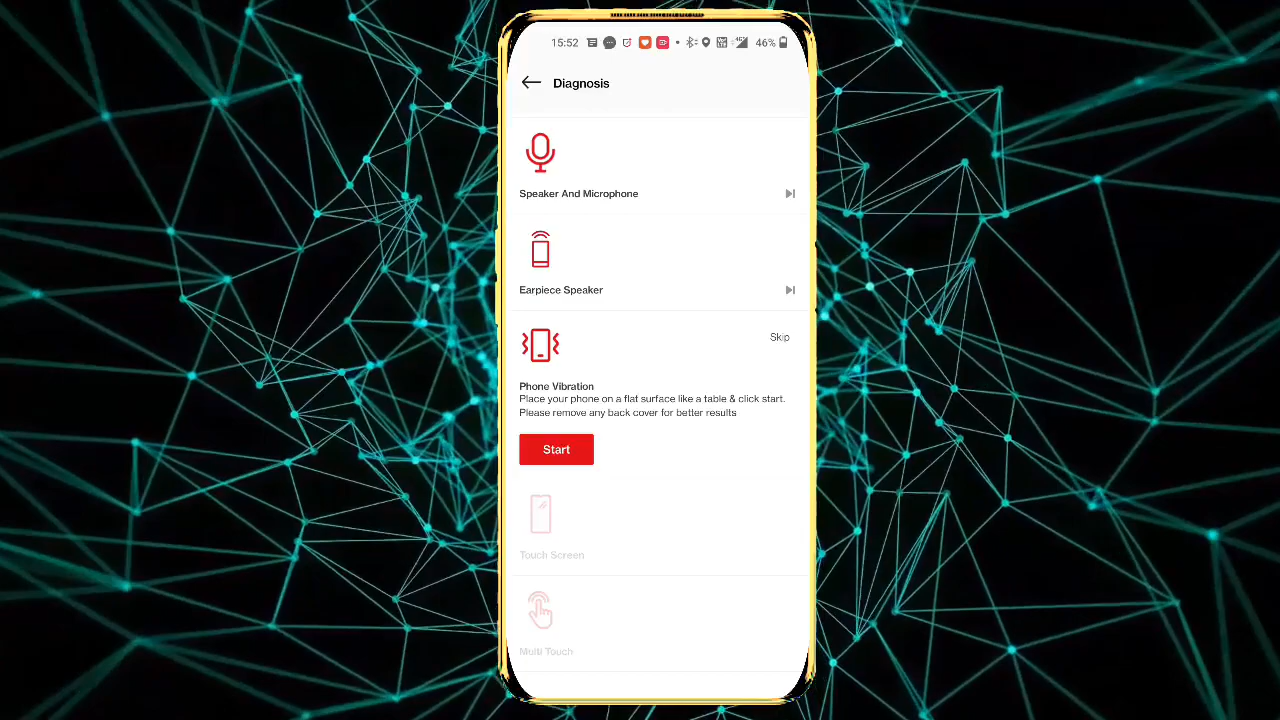 15:52
46%
Diagnosis
Speaker And Microphone
Earpiece Speaker
Skip
Phone Vibration
Place your phone on a flat surface like a table & click start.
Please remove any back cover for better results
Start
Touch Screen
Multi Touch